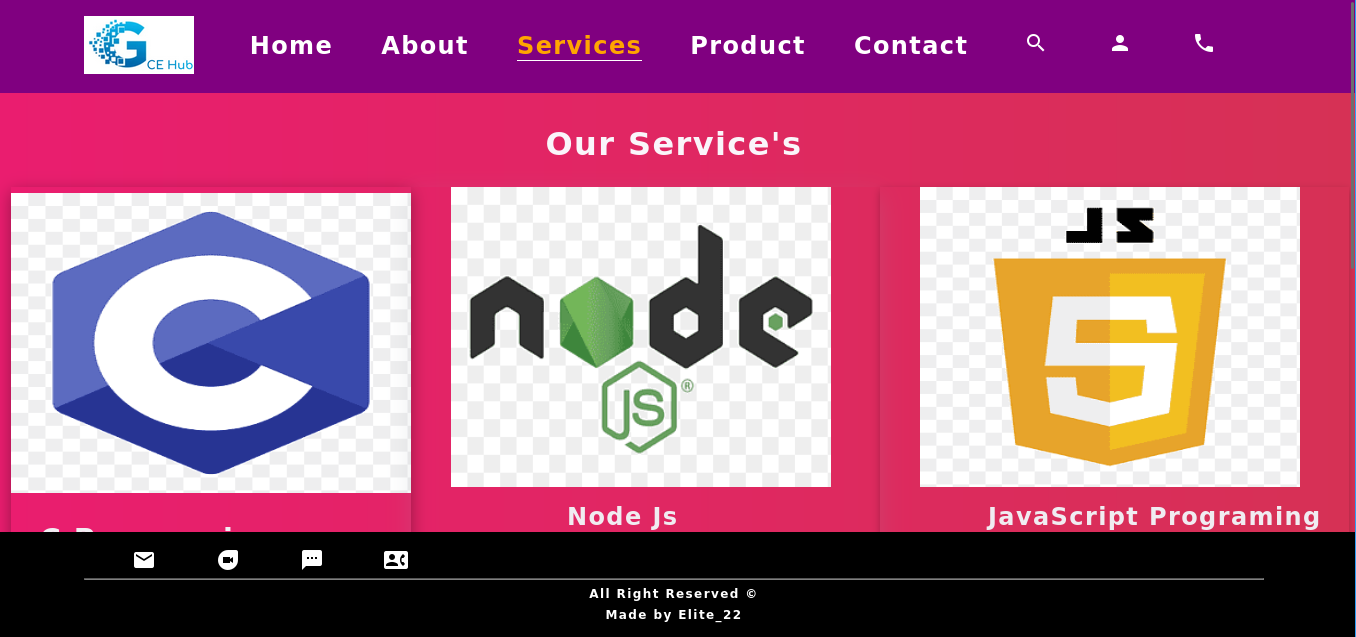 G
CE Hub
Home About Services Product Contact
Our Service's
C
node
JS®
JS
5
Node Js
JavaScript Programing
All Right Reserved ©
Made by Elite_22